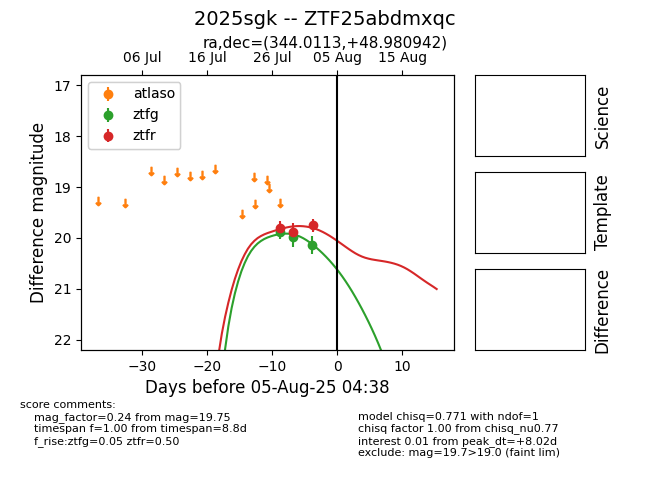 2025sgk -- ZTF25abdmxqc
ra,dec=(344.0113,+48.980942)
06 Jul 16 Jul 26 Jul 05 Aug 15 Aug
17
18
19
20
21
22
Difference magnitude
atlaso
ztfg
ztfr
−30 −20 −10 0 10
Days before 05-Aug-25 04:38
Science
Template
Difference
score comments:
mag_factor=0.24 from mag=19.75
timespan f=1.00 from timespan=8.8d
f_rise:ztfg=0.05 ztfr=0.50
model chisq=0.771 with ndof=1
chisq factor 1.00 from chisq_nu0.77
interest 0.01 from peak_dt=+8.02d
exclude: mag=19.7>19.0 (faint lim)